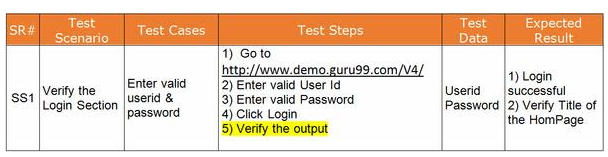 SR#
Test Scenario
Test Cases
Test Steps
Test Data
Expected Result
SS1
Verify the
Login Section
Enter valid
userid &
password
1) Go to
http://www.demo.guru99.com/V4/
2) Enter valid User Id
3) Enter valid Password
4) Click Login
5) Verify the output
Userid
Password
1) Login
successful
2) Verify Title of
the HomPage